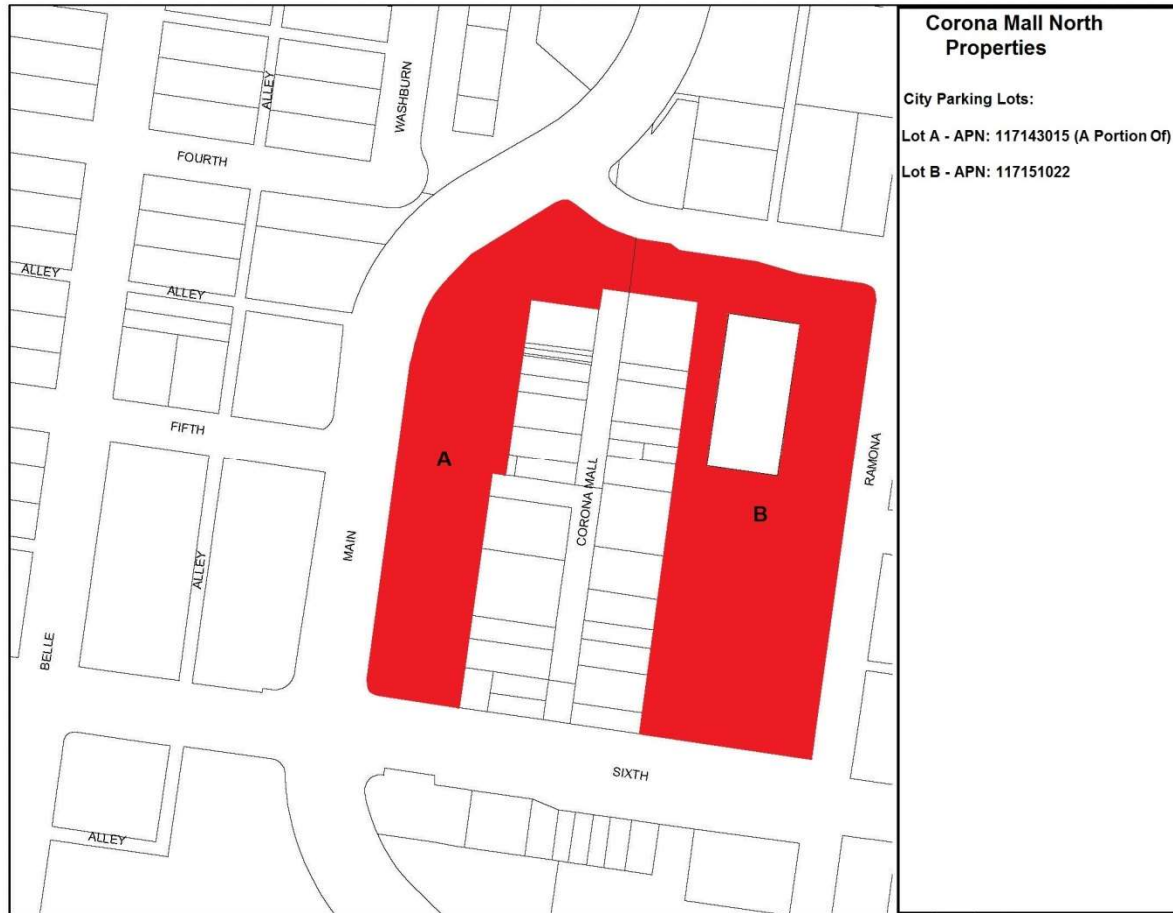 Corona Mall North
Properties
City Parking Lots:
Lot A - APN: 117143015 (A Portion Of)
Lot B - APN: 117151022
WASHBURN
ALLEY
FOURTH
ALLEY
ALLEY
FIFTH
A
RAMONA
CORONA MALL
B
MAIN
ALLEY
BELLE
SIXTH
ALLEY